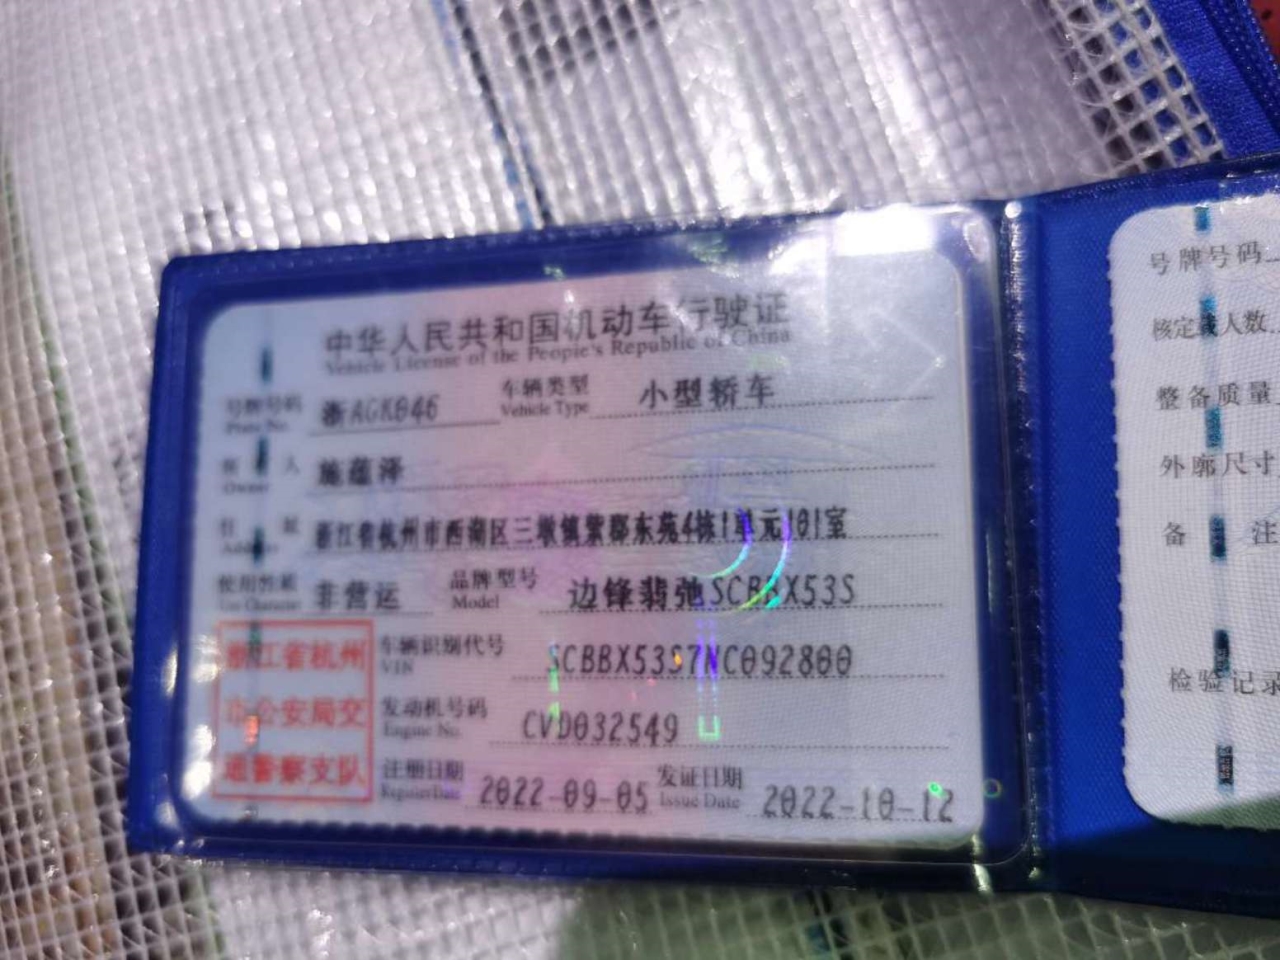 中华人民共和国机动车行驶证
Vehicle License of the People's Republic of China
号牌号码 浙AGK846 车辆类型 小型轿车
Plate No. Vehicle Type
所 有 人 施蕴泽
Owner
住 址 浙江省杭州市西湖区三墩镇紫郡东苑4栋1单元101室
Address
使用性质 非营运 品牌型号 边锋翡弛SCBBX53S
Use Character Model
浙江省杭州 车辆识别代号 SCBBX53S7NC092800
VIN
市公安局交 发动机号码 CVD032549
Engine No.
通警察支队 注册日期 2022-09-05 发证日期 2022-10-12
Register Date Issue Date
号牌号码
核定载人数
整备质量
外廓尺寸
备 注
检验记录